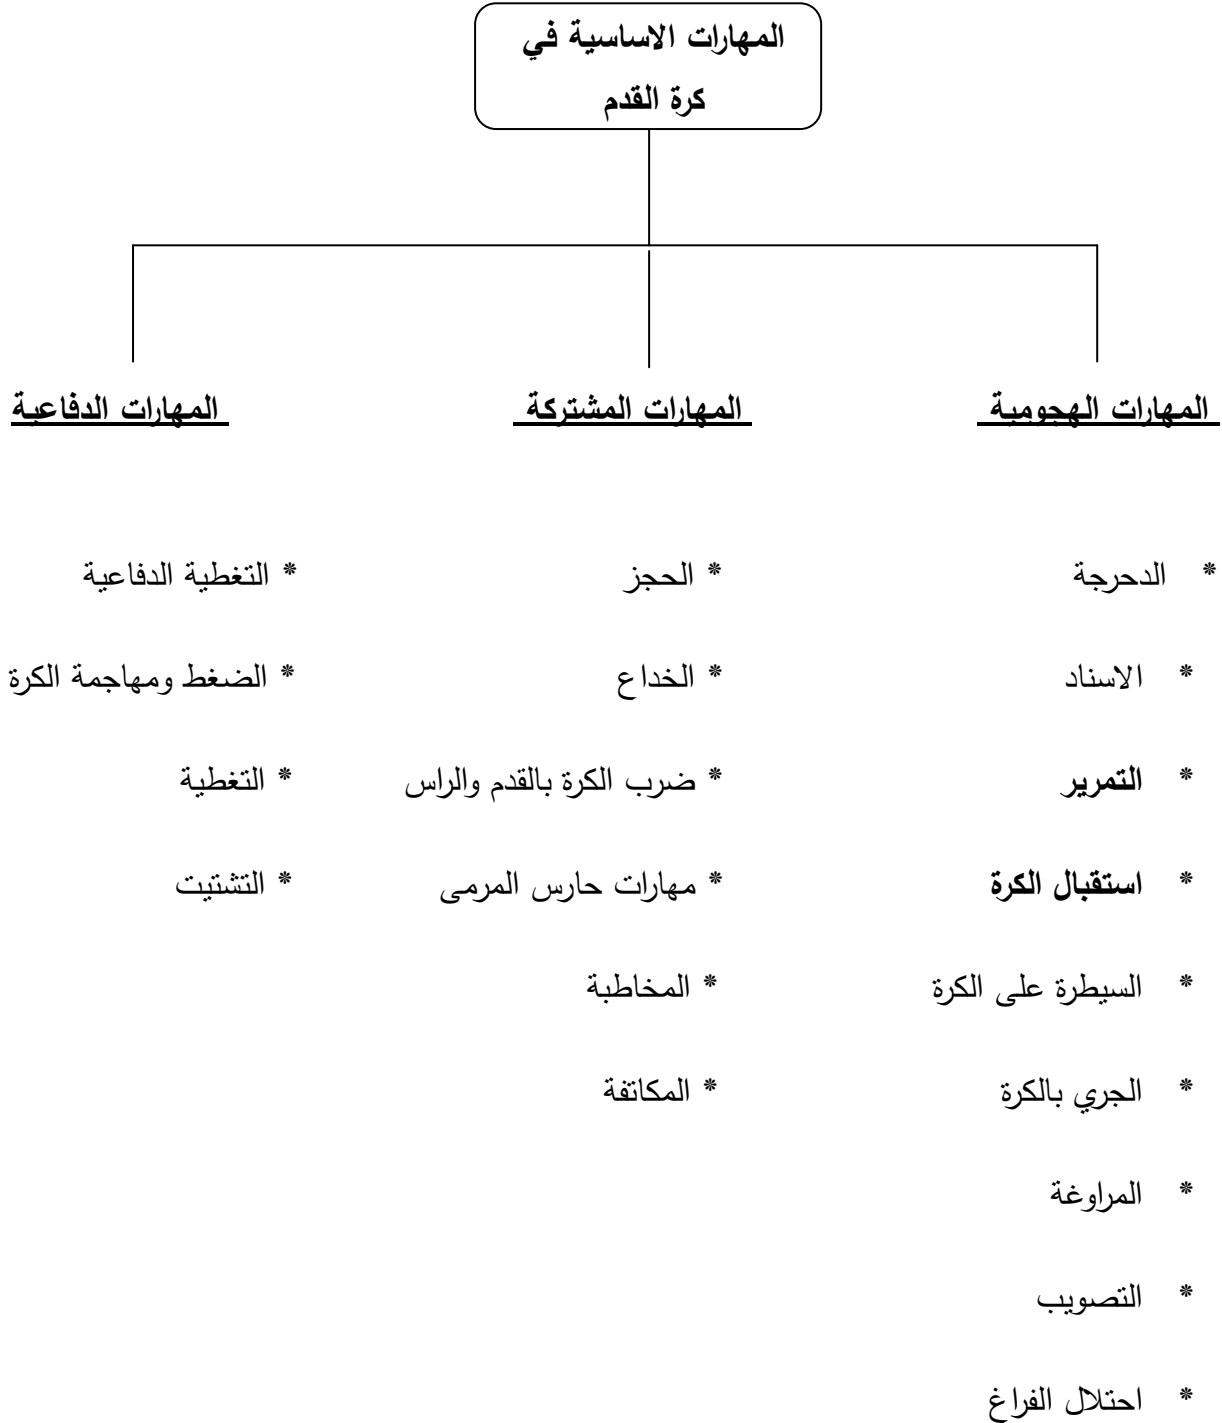 المهارات الاساسية في
كرة القدم
المهارات الهجومية
المهارات المشتركة
المهارات الدفاعية
* الدحرجة
* الحجز
* التغطية الدفاعية
* الاسناد
* الخداع
* الضغط ومهاجمة الكرة
* التمرير
* ضرب الكرة بالقدم والراس
* التغطية
* استقبال الكرة
* مهارات حارس المرمى
* التشتيت
* السيطرة على الكرة
* المخاطبة
* الجري بالكرة
* المكاتفة
* المراوغة
* التصويب
* احتلال الفراغ